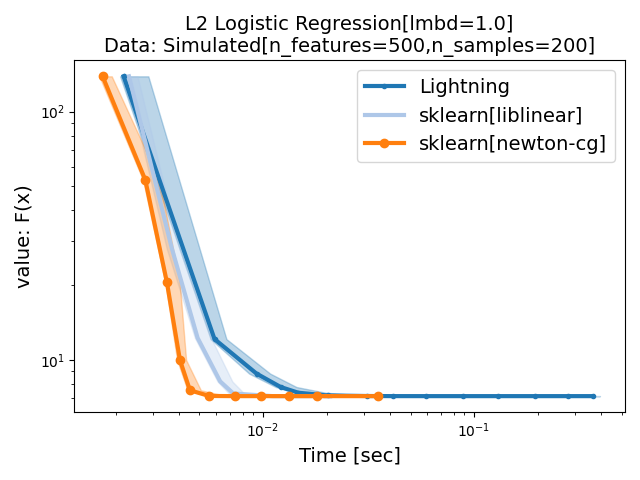 L2 Logistic Regression[lmbd=1.0]
Data: Simulated[n_features=500,n_samples=200]
Lightning
sklearn[liblinear]
sklearn[newton-cg]
value: F(x)
10²
10¹
10⁻²
10⁻¹
Time [sec]